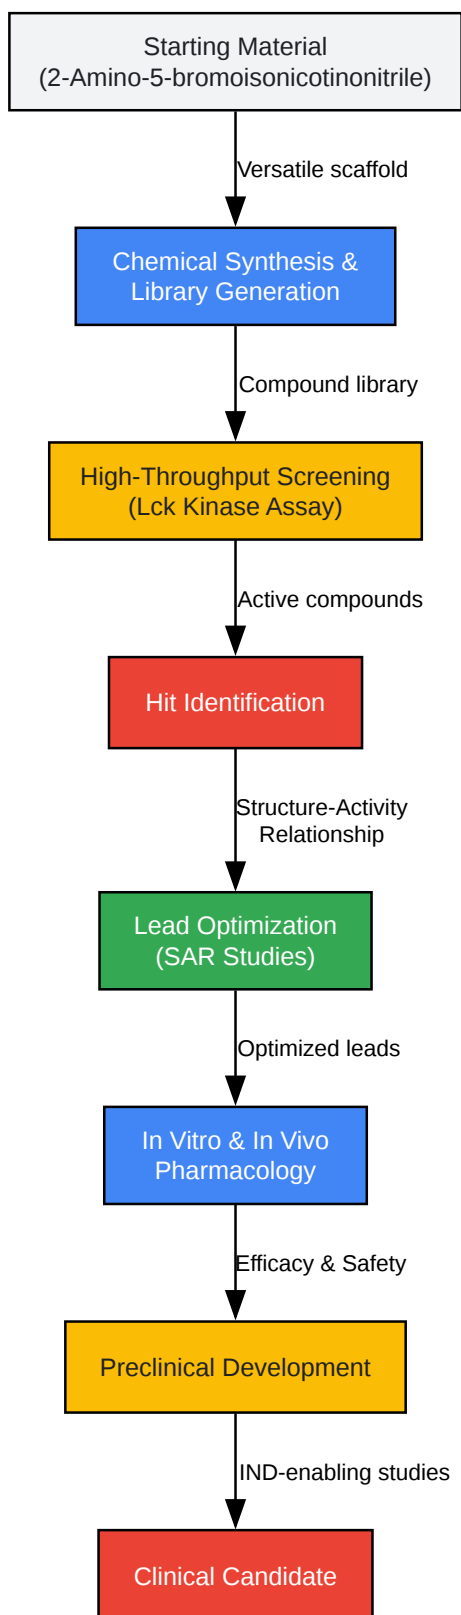 Starting Material
(2-Amino-5-bromoisonicotinonitrile)
Versatile scaffold
Chemical Synthesis &
Library Generation
Compound library
High-Throughput Screening
(Lck Kinase Assay)
Active compounds
Hit Identification
Structure-Activity
Relationship
Lead Optimization
(SAR Studies)
Optimized leads
In Vitro & In Vivo
Pharmacology
Efficacy & Safety
Preclinical Development
IND-enabling studies
Clinical Candidate